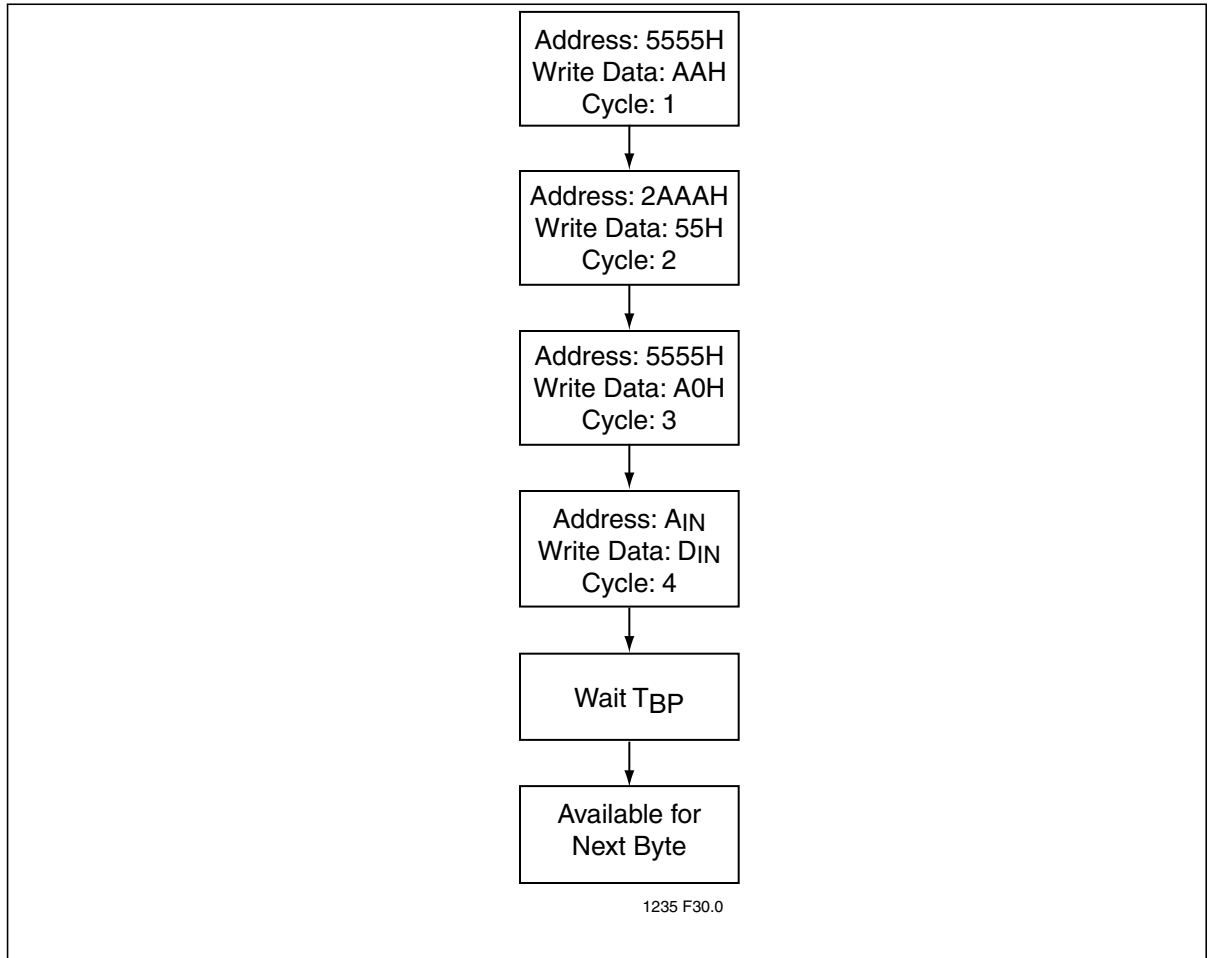 Address: 5555H
Write Data: AAH
Cycle: 1
Address: 2AAAH
Write Data: 55H
Cycle: 2
Address: 5555H
Write Data: A0H
Cycle: 3
Address: AIN
Write Data: DIN
Cycle: 4
Wait TBP
Available for
Next Byte
1235 F30.0